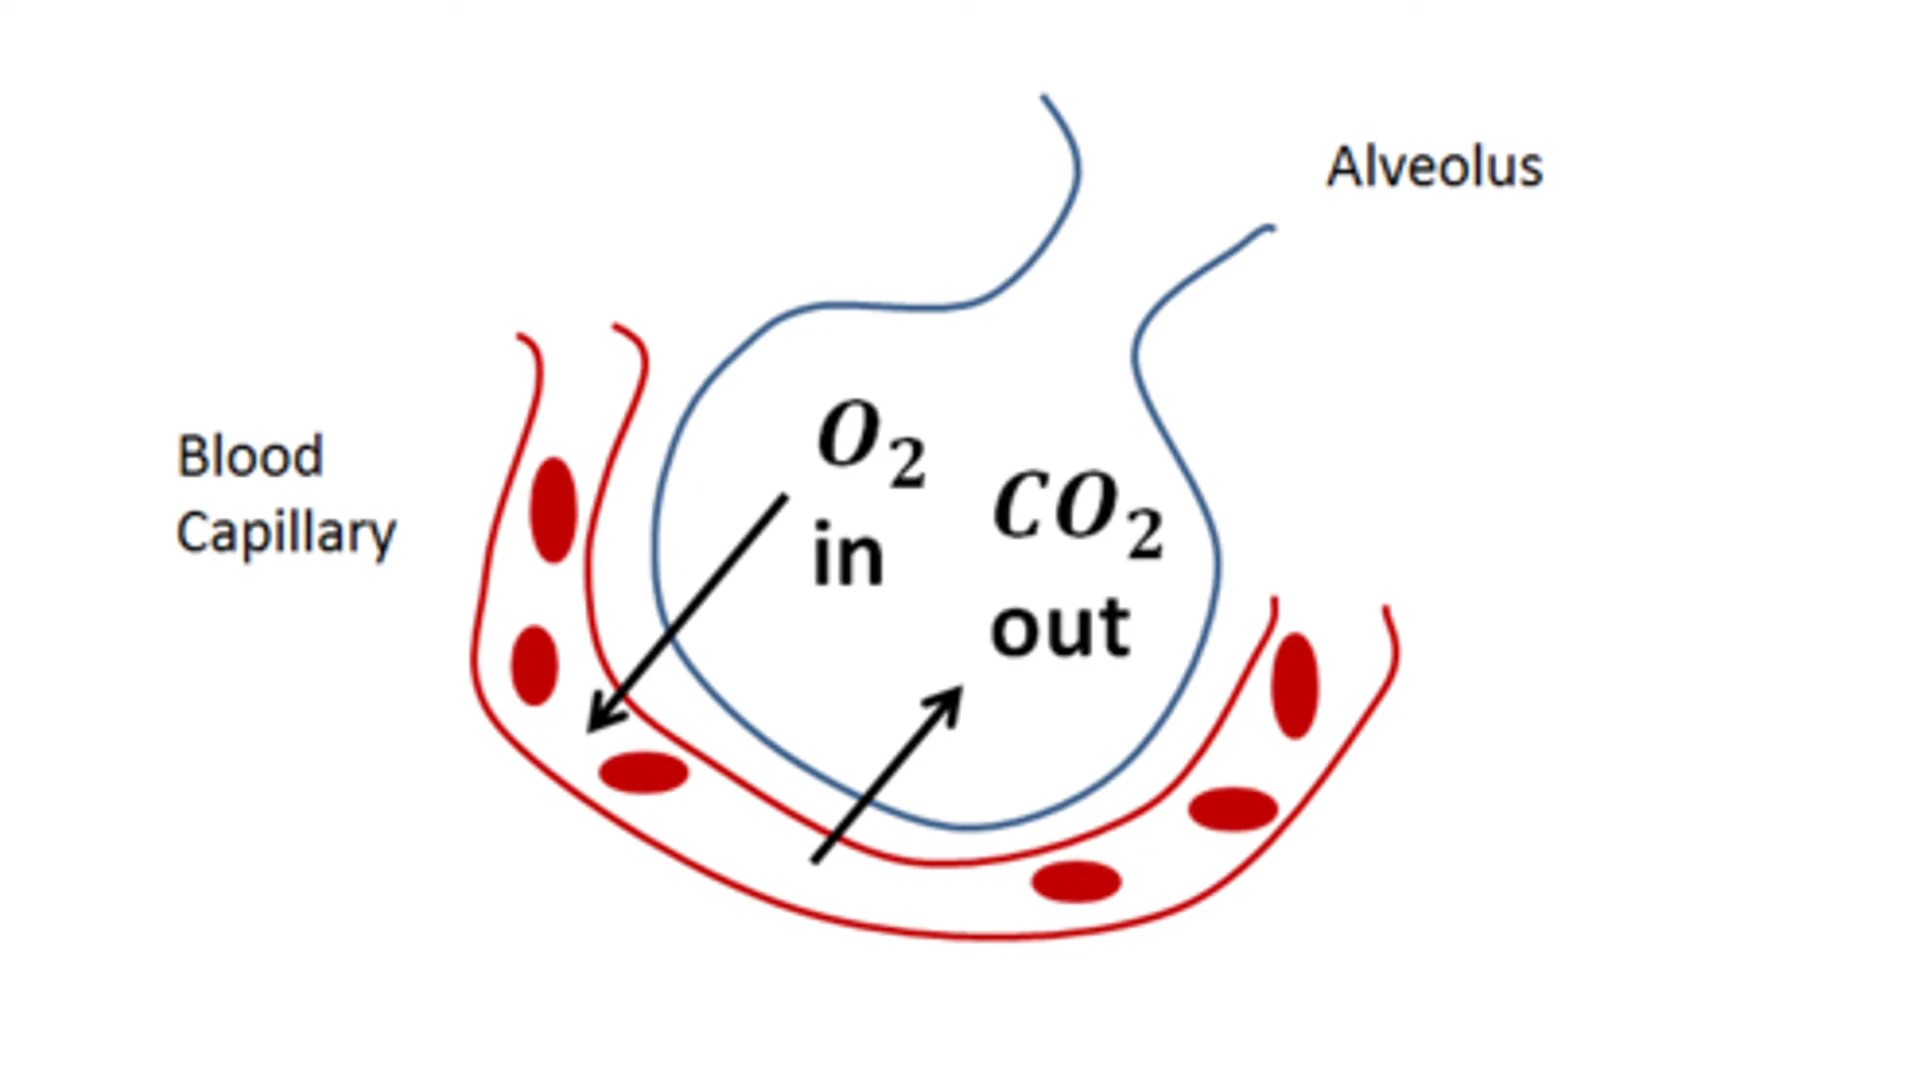 Alveolus
Blood
Capillary
O₂
in
CO₂
out